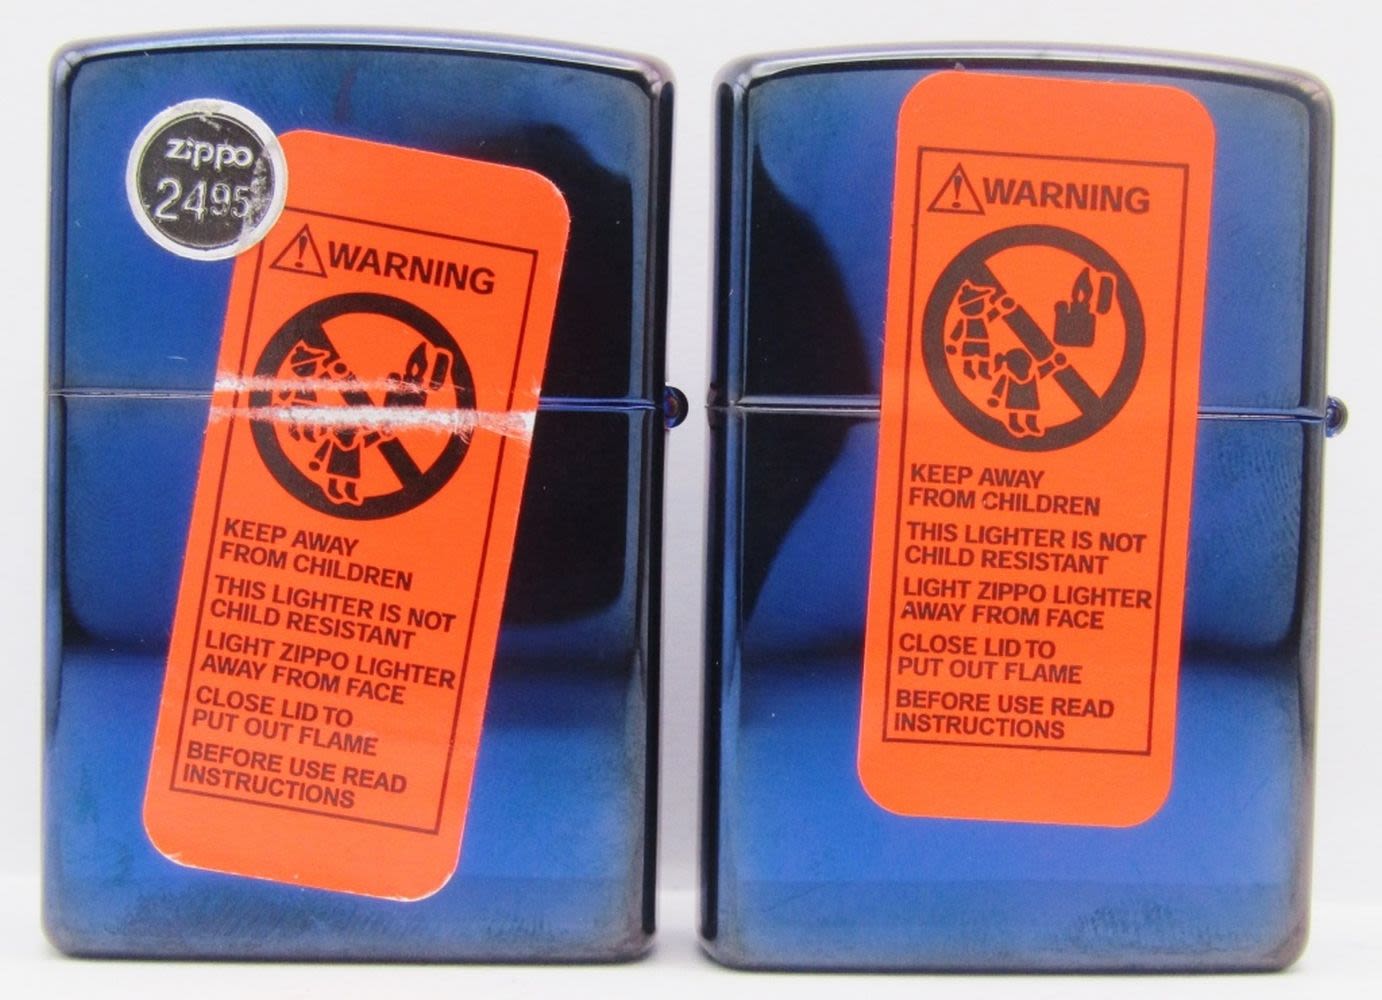 zippo
2495
WARNING
KEEP AWAY
FROM CHILDREN
THIS LIGHTER IS NOT
CHILD RESISTANT
LIGHT ZIPPO LIGHTER
AWAY FROM FACE
CLOSE LID TO
PUT OUT FLAME
BEFORE USE READ
INSTRUCTIONS
WARNING
KEEP AWAY
FROM CHILDREN
THIS LIGHTER IS NOT
CHILD RESISTANT
LIGHT ZIPPO LIGHTER
AWAY FROM FACE
CLOSE LID TO
PUT OUT FLAME
BEFORE USE READ
INSTRUCTIONS